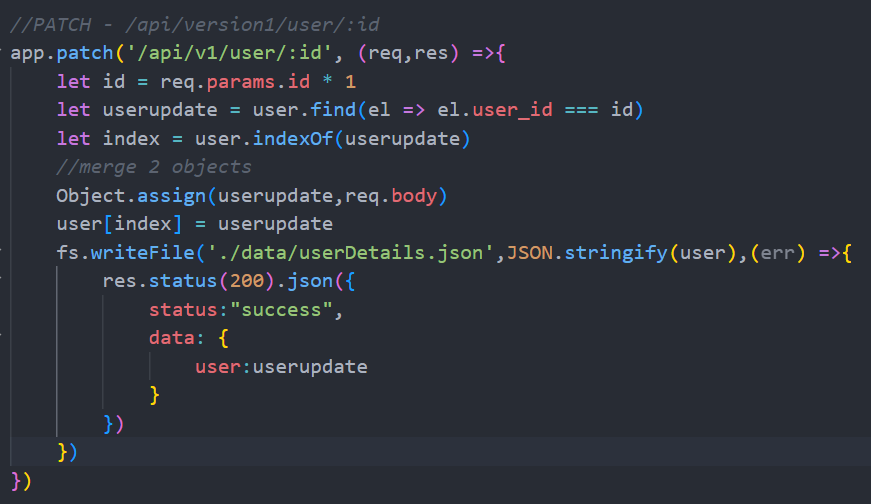 //PATCH - /api/version1/user/:id
app.patch('/api/v1/user/:id', (req,res) =>{
    let id = req.params.id * 1
    let userupdate = user.find(el => el.user_id === id)
    let index = user.indexOf(userupdate)
    //merge 2 objects
    Object.assign(userupdate,req.body)
    user[index] = userupdate
    fs.writeFile('./data/userDetails.json',JSON.stringify(user),(err) =>{
        res.status(200).json({
            status:"success",
            data: {
                user:userupdate
            }
        })
    })
})